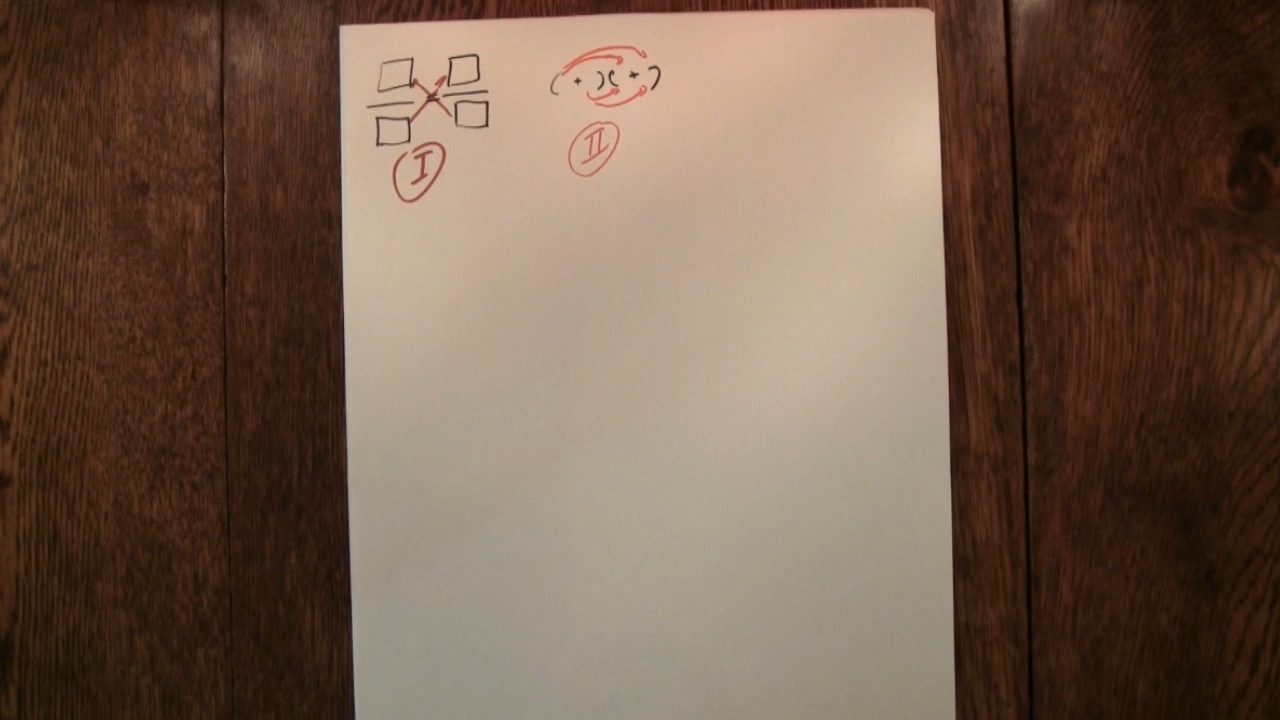 □/□ = □/□ ( + )( + )
I II